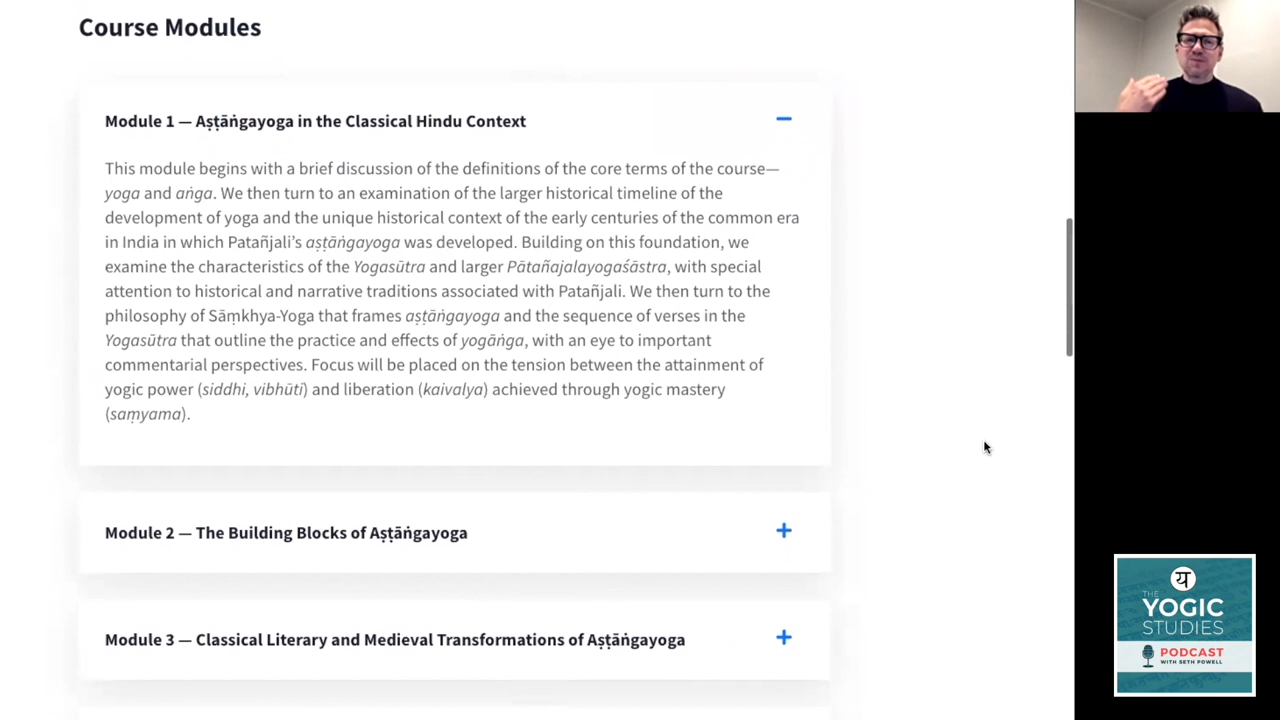 Course Modules
Module 1 — Aṣṭāṅgayoga in the Classical Hindu Context
This module begins with a brief discussion of the definitions of the core terms of the course—
yoga and aṅga. We then turn to an examination of the larger historical timeline of the
development of yoga and the unique historical context of the early centuries of the common era
in India in which Patañjali’s aṣṭāṅgayoga was developed. Building on this foundation, we
examine the characteristics of the Yogasūtra and larger Pātañajalayogaśāstra, with special
attention to historical and narrative traditions associated with Patañjali. We then turn to the
philosophy of Sāṃkhya-Yoga that frames aṣṭāṅgayoga and the sequence of verses in the
Yogasūtra that outline the practice and effects of yogāṅga, with an eye to important
commentarial perspectives. Focus will be placed on the tension between the attainment of
yogic power (siddhi, vibhūti) and liberation (kaivalya) achieved through yogic mastery
(saṃyama).
Module 2 — The Building Blocks of Aṣṭāṅgayoga
Module 3 — Classical Literary and Medieval Transformations of Aṣṭāṅgayoga
य
THE
YOGIC
STUDIES
PODCAST
WITH SETH POWELL